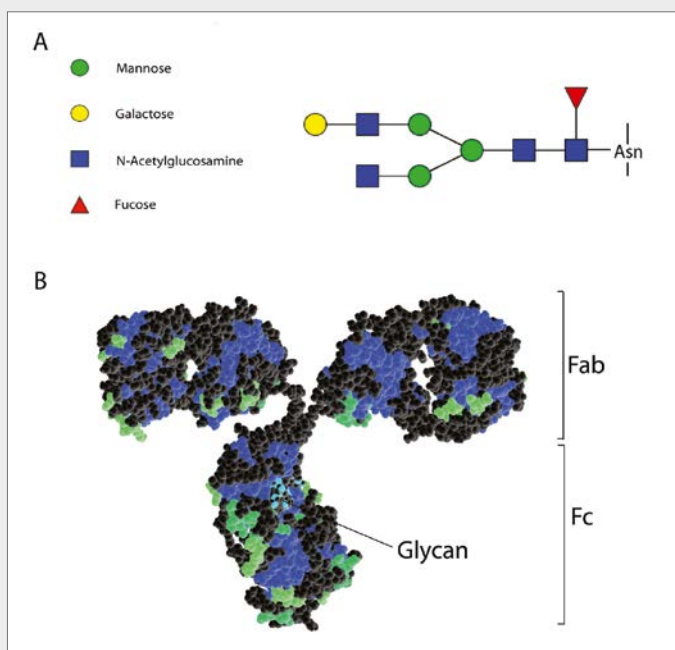 A
Mannose
Galactose
N-Acetylglucosamine
Fucose
Asn
B
Fab
Fc
Glycan